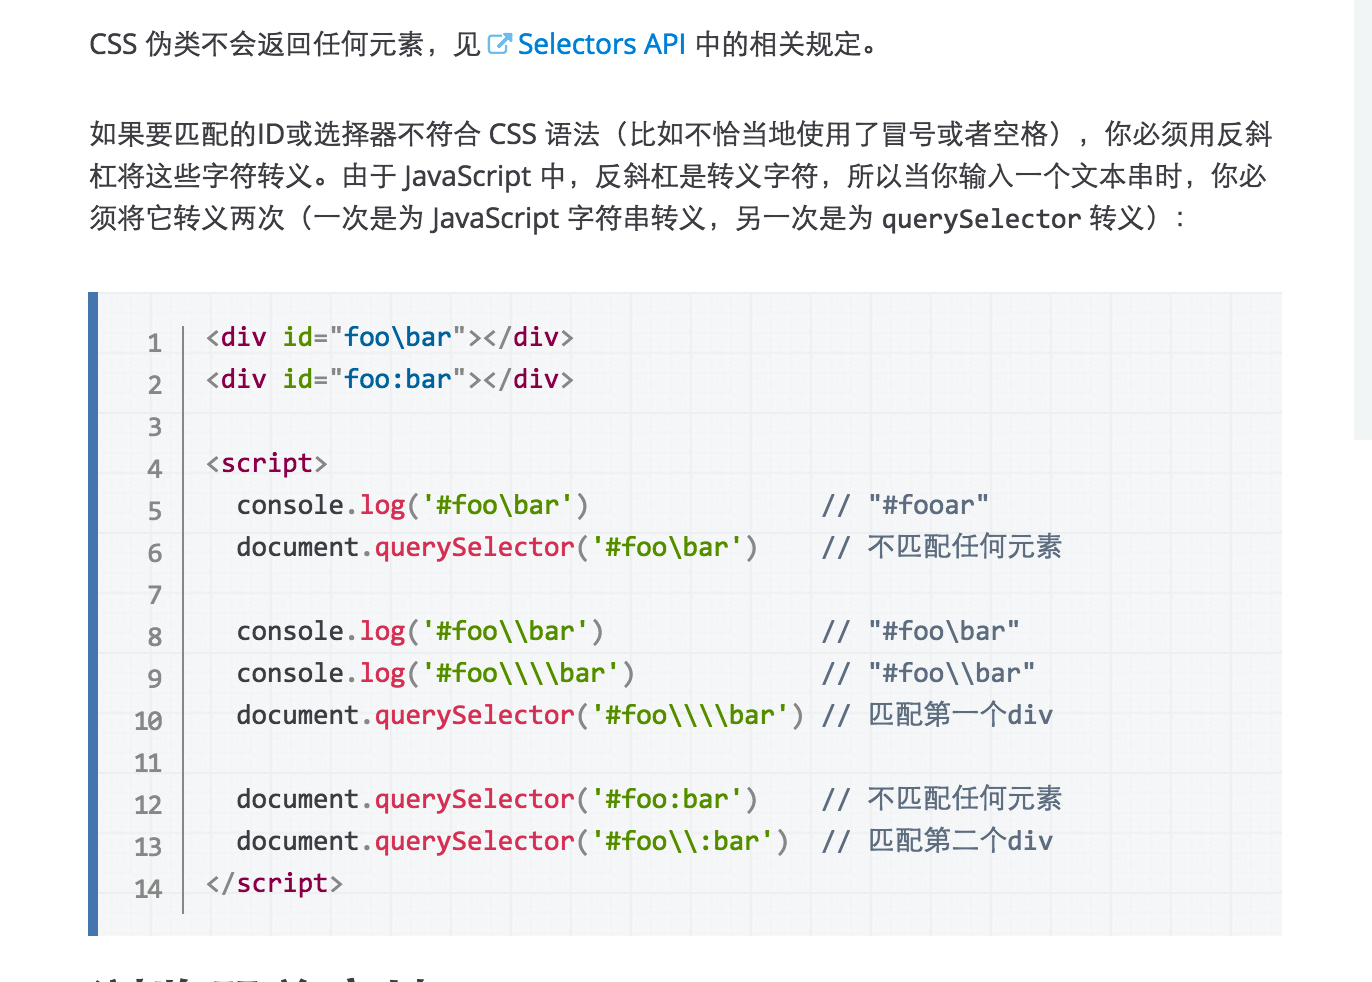 CSS 伪类不会返回任何元素，见 Selectors API 中的相关规定。
如果要匹配的ID或选择器不符合 CSS 语法（比如不恰当地使用了冒号或者空格），你必须用反斜
杠将这些字符转义。由于 JavaScript 中，反斜杠是转义字符，所以当你输入一个文本串时，你必
须将它转义两次（一次是为 JavaScript 字符串转义，另一次是为 querySelector 转义）：
1 <div id="foo\bar"></div>
2 <div id="foo:bar"></div>
3
4 <script>
5 console.log('#foo\bar') // "#fooar"
6 document.querySelector('#foo\bar') // 不匹配任何元素
7
8 console.log('#foo\\bar') // "#foo\bar"
9 console.log('#foo\\\\bar') // "#foo\\bar"
10 document.querySelector('#foo\\\\bar') // 匹配第一个div
11
12 document.querySelector('#foo:bar') // 不匹配任何元素
13 document.querySelector('#foo\\:bar') // 匹配第二个div
14 </script>